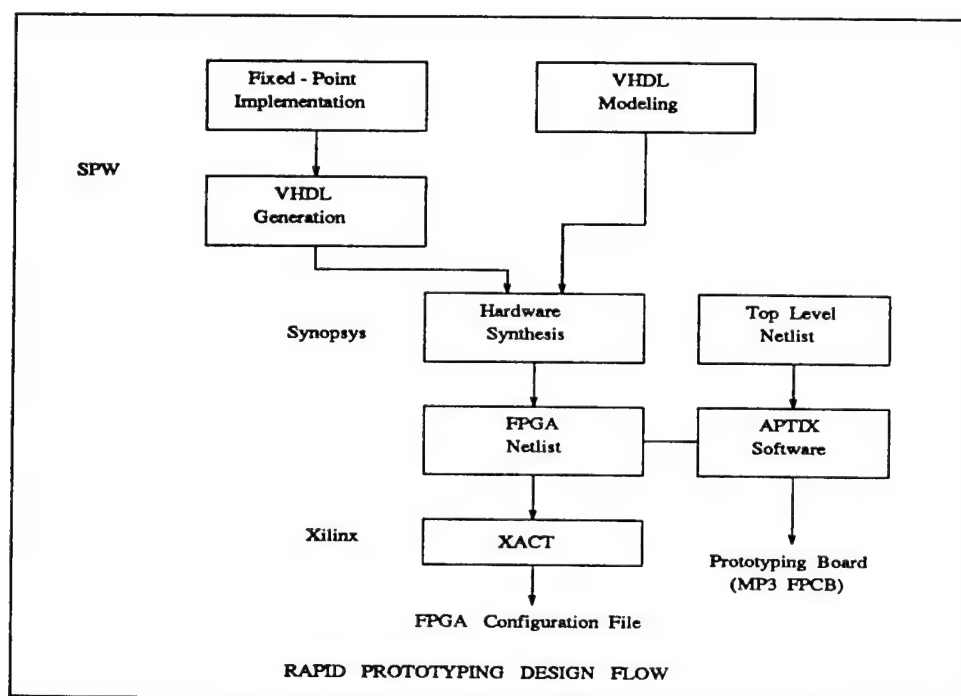 Fixed - Point
Implementation
VHDL
Modeling
SPW
VHDL
Generation
Hardware
Synthesis
Synopsys
Top Level
Netlist
FPGA
Netlist
APTIX
Software
Xilinx
XACT
Prototyping Board
(MP3 FPCB)
FPGA Configuration File
RAPID PROTOTYPING DESIGN FLOW